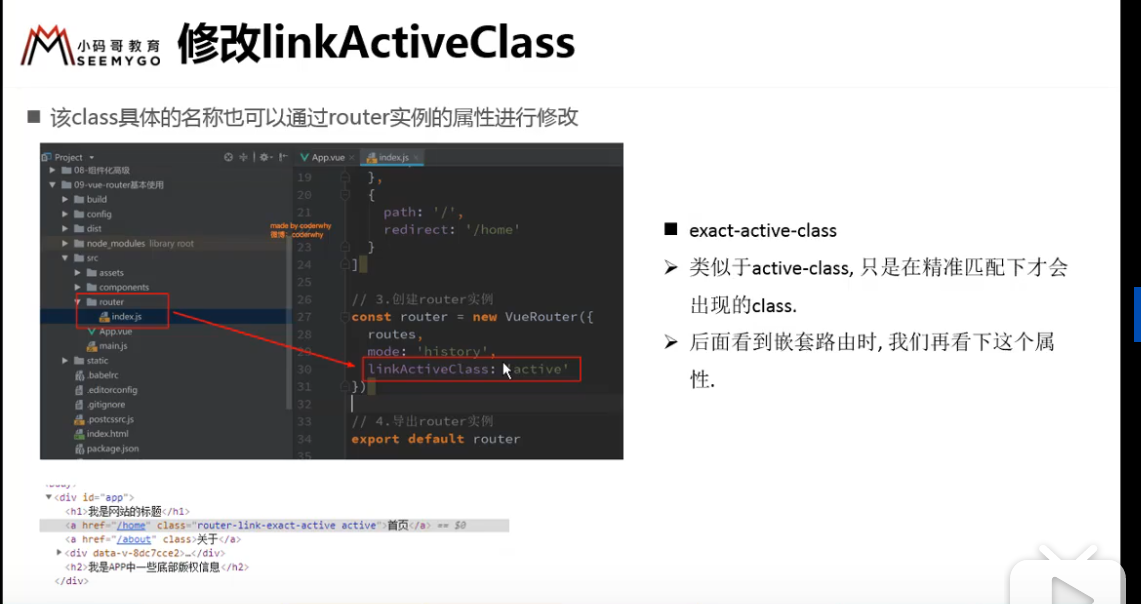 小码哥教育
SEEMYGO
修改linkActiveClass
■ 该class具体的名称也可以通过router实例的属性进行修改
Project
08-组件化高级
09-vue-router基本使用
build
config
dist
node_modules library root
src
assets
components
router
index.js
App.vue
main.js
static
.babelrc
.editorconfig
.gitignore
.postcssrc.js
index.html
package.json
made by coderwhy
微博: coderwhy
App.vue index.js
19 },
20 {
21 path: '/',
redirect: '/home'
23 }
24 ]
25
26 // 3.创建router实例
27 const router = new VueRouter({
28 routes,
29 mode: 'history',
30 linkActiveClass: 'active'
31 })
32
33 // 4.导出router实例
34 export default router
35
■ exact-active-class
➢ 类似于active-class, 只是在精准匹配下才会
出现的class.
➢ 后面看到嵌套路由时, 我们再看下这个属
性.
▼<div id="app">
<h1>我是网站的标题</h1>
<a href="/home" class="router-link-exact-active active">首页</a> == $0
<a href="/about" class>关于</a>
▶<div data-v-8dc7cce2>…</div>
<h2>我是APP中一些底部版权信息</h2>
</div>